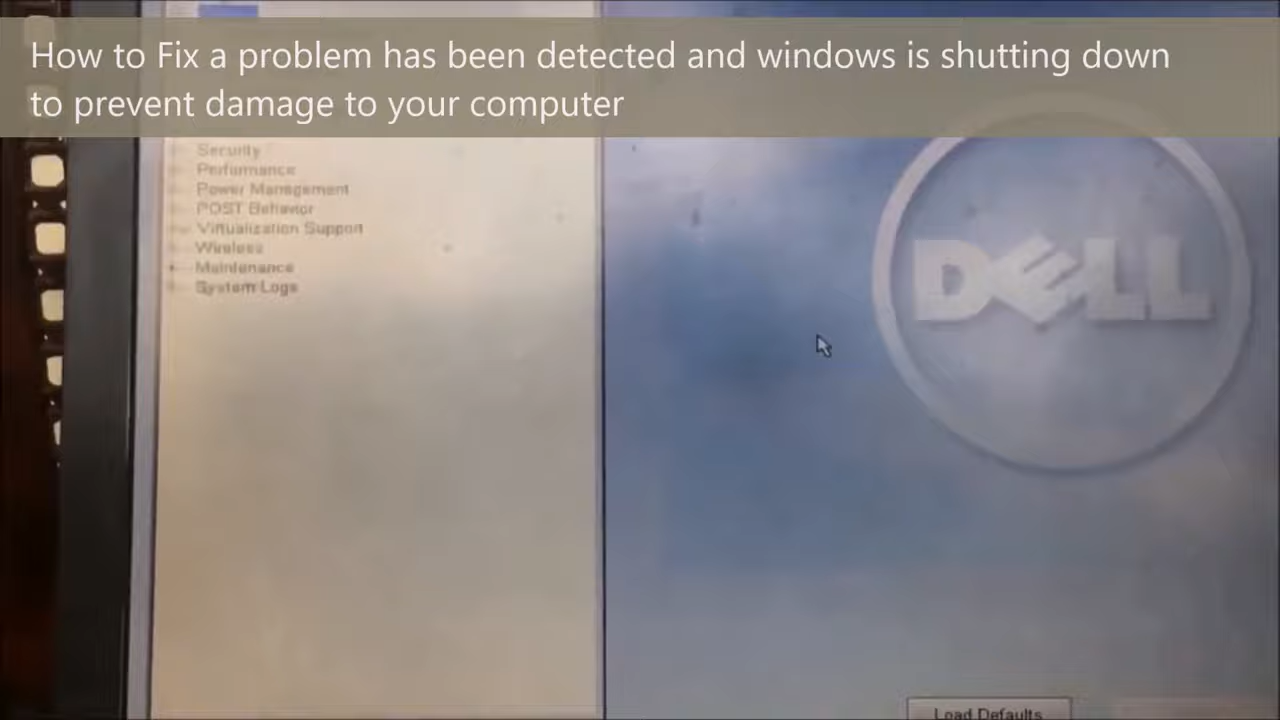 How to Fix a problem has been detected and windows is shutting down
to prevent damage to your computer
Security
Performance
Power Management
POST Behavior
Virtualization Support
Wireless
Maintenance
System Logs
DELL
Load Defaults